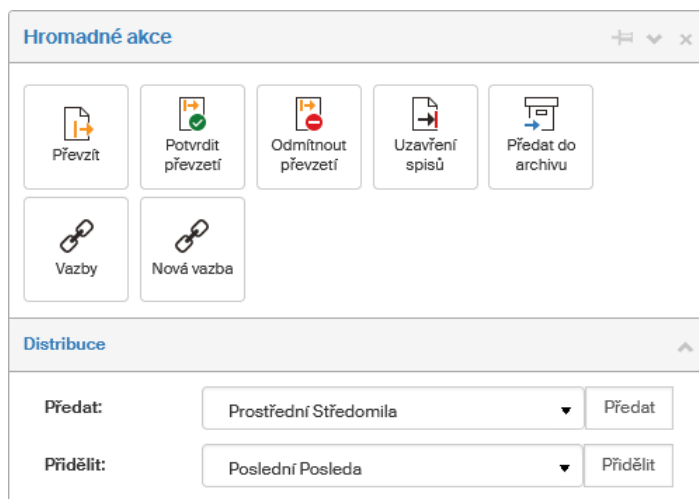 Hromadné akce
Převzít
Potvrdit
převzetí
Odmítnout
převzetí
Uzavření
spisů
Předat do
archivu
Vazby
Nová vazba
Distribuce
Předat: Prostřední Středomila Předat
Přidělit: Poslední Posleda Přidělit